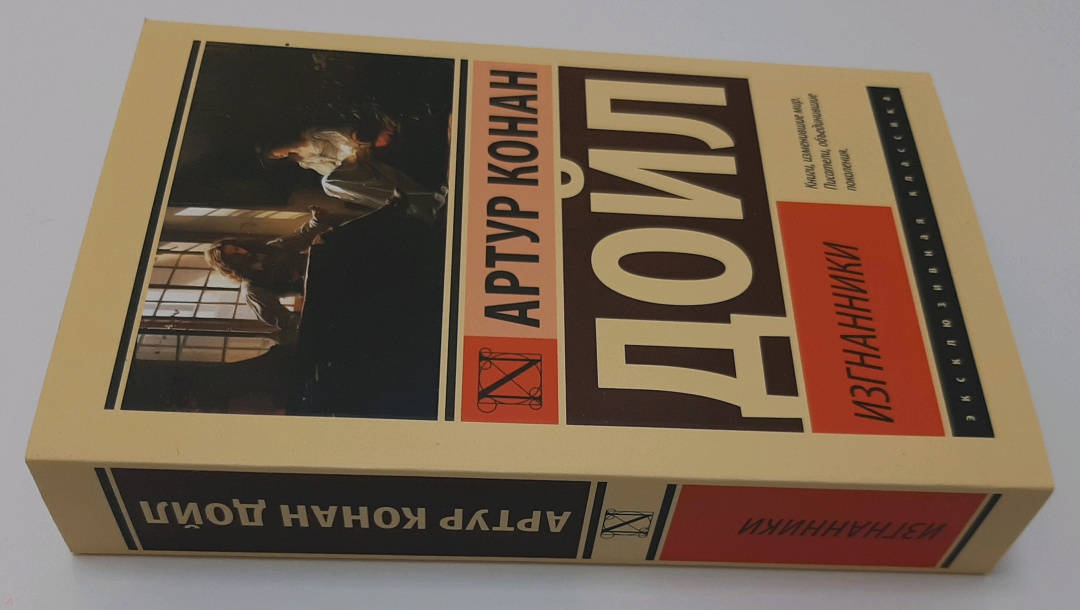 АРТУР КОНАН
ДОЙЛ
Книги, изменившие мир.
Писатели, объединившие
поколения.
ИЗГНАННИКИ
ЭКСКЛЮЗИВНАЯ КЛАССИКА
АРТУР КОНАН ДОЙЛ
ИЗГНАННИКИ